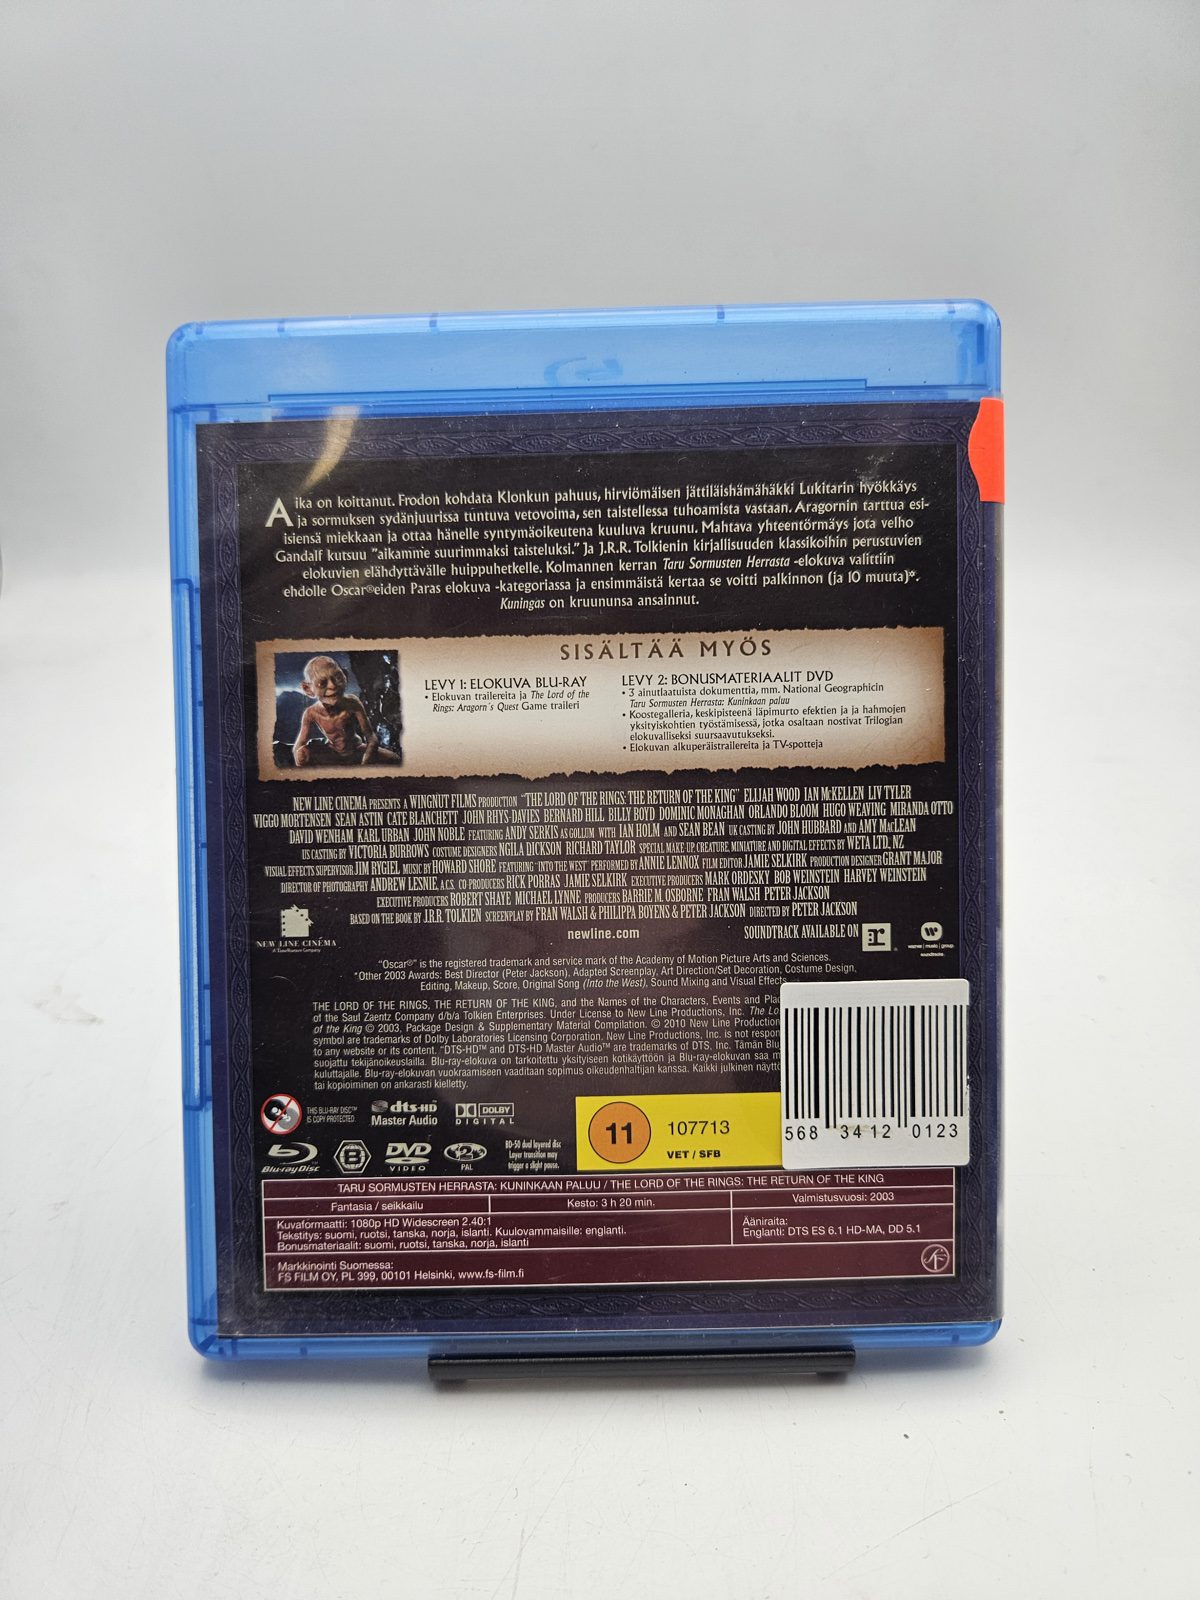 Aika on koittanut. Frodon kohdata Klonkun pahuus, hirviömäisen jättiläishämähäkki Lukitarin hyökkäys
ja sormuksen sydänjuurissa tuntuva vetovoima, sen taistellessa tuhoamista vastaan. Aragornin tarttua esi-
isiensä miekkaan ja ottaa hänelle syntymäoikeutena kuuluva kruunu. Mahtava yhteentörmäys jota velho
Gandalf kutsuu "aikamme suurimmaksi taisteluksi." Ja J.R.R. Tolkienin kirjallisuuden klassikoihin perustuvien
elokuvien elähdyttävälle huippuhetkelle. Kolmannen kerran Taru Sormusten Herrasta -elokuva valittiin
ehdolle Oscar®eiden Paras elokuva -kategoriassa ja ensimmäistä kertaa se voitti palkinnon (ja 10 muuta)*.
Kuningas on kruununsa ansainnut.
SISÄLTÄÄ MYÖS
LEVY 1: ELOKUVA BLU-RAY
• Elokuvan trailereita ja The Lord of the
Rings: Aragorn's Quest Game traileri
LEVY 2: BONUSMATERIAALIT DVD
• 3 ainutlaatuista dokumenttia, mm. National Geographicin
Taru Sormusten Herrasta: Kuninkaan paluu
• Koostegalleria, keskipisteenä läpimurto efektien ja ja hahmojen
yksityiskohtien työstämisessä, jotka osaltaan nostivat Trilogian
elokuvalliseksi suursaavutukseksi.
• Elokuvan alkuperäistrailereita ja TV-spotteja
NEW LINE CINEMA PRESENTS A WINGNUT FILMS PRODUCTION "THE LORD OF THE RINGS: THE RETURN OF THE KING" ELIJAH WOOD IAN McKELLEN LIV TYLER
VIGGO MORTENSEN SEAN ASTIN CATE BLANCHETT JOHN RHYS-DAVIES BERNARD HILL BILLY BOYD DOMINIC MONAGHAN ORLANDO BLOOM HUGO WEAVING MIRANDA OTTO
DAVID WENHAM KARL URBAN JOHN NOBLE FEATURING ANDY SERKIS AS GOLLUM WITH IAN HOLM AND SEAN BEAN UK CASTING BY JOHN HUBBARD AND AMY MacLEAN
US CASTING BY VICTORIA BURROWS COSTUME DESIGNERS NGILA DICKSON RICHARD TAYLOR SPECIAL MAKE UP, CREATURE, MINIATURE AND DIGITAL EFFECTS BY WETA LTD., NZ
VISUAL EFFECTS SUPERVISOR JIM RYGIEL MUSIC BY HOWARD SHORE FEATURING "INTO THE WEST" PERFORMED BY ANNIE LENNOX FILM EDITOR JAMIE SELKIRK PRODUCTION DESIGNER GRANT MAJOR
DIRECTOR OF PHOTOGRAPHY ANDREW LESNIE, A.C.S. CO PRODUCERS RICK PORRAS JAMIE SELKIRK EXECUTIVE PRODUCERS MARK ORDESKY BOB WEINSTEIN HARVEY WEINSTEIN
EXECUTIVE PRODUCERS ROBERT SHAYE MICHAEL LYNNE PRODUCERS BARRIE M. OSBORNE FRAN WALSH PETER JACKSON
BASED ON THE BOOK BY J.R.R. TOLKIEN SCREENPLAY BY FRAN WALSH & PHILIPPA BOYENS & PETER JACKSON DIRECTED BY PETER JACKSON
NEW LINE CINEMA
A TimeWarner Company
newline.com
SOUNDTRACK AVAILABLE ON
warner music group
soundtracks
"Oscar®" is the registered trademark and service mark of the Academy of Motion Picture Arts and Sciences.
*Other 2003 Awards: Best Director (Peter Jackson), Adapted Screenplay, Art Direction/Set Decoration, Costume Design,
Editing, Makeup, Score, Original Song (Into the West), Sound Mixing and Visual Effects
THE LORD OF THE RINGS, THE RETURN OF THE KING, and the Names of the Characters, Events and
of the Saul Zaentz Company d/b/a Tolkien Enterprises. Under License to New Line Productions, Inc. The
of the King © 2003, Package Design & Supplementary Material Compilation. © 2010 New Line
symbol are trademarks of Dolby Laboratories Licensing Corporation. New Line Productions, Inc. is not
to any website or its content. "DTS-HD™ and DTS-HD Master Audio™ are trademarks of DTS, Inc. Tämän
suojattu tekijänoikeuslailla. Blu-ray-elokuva on tarkoitettu yksityiseen kotikäyttöön ja Blu-ray-elokuvan saa
kuluttajalle. Blu-ray-elokuvan vuokraamiseen vaaditaan sopimus oikeudenhaltijan kanssa. Kaikki julkinen
tai kopioiminen on ankarasti kielletty.
568 3412 0123
THIS BLU-RAY DISC™
IS COPY PROTECTED.
dts-HD
Master Audio
DOLBY
DIGITAL
11
107713
VET / SFB
Blu-ray Disc
B
DVD
VIDEO
2
PAL
BD-50 dual layered disc
Layer transition may
trigger a slight pause.
TARU SORMUSTEN HERRASTA: KUNINKAAN PALUU / THE LORD OF THE RINGS: THE RETURN OF THE KING
Fantasia / seikkailu
Kesto: 3 h 20 min.
Valmistusvuosi: 2003
Kuvaformaatti: 1080p HD Widescreen 2.40:1
Tekstitys: suomi, ruotsi, tanska, norja, islanti. Kuulovammaisille: englanti.
Bonusmateriaalit: suomi, ruotsi, tanska, norja, islanti
Ääniraita:
Englanti: DTS ES 6.1 HD-MA, DD 5.1
Markkinointi Suomessa:
FS FILM OY, PL 399, 00101 Helsinki, www.fs-film.fi